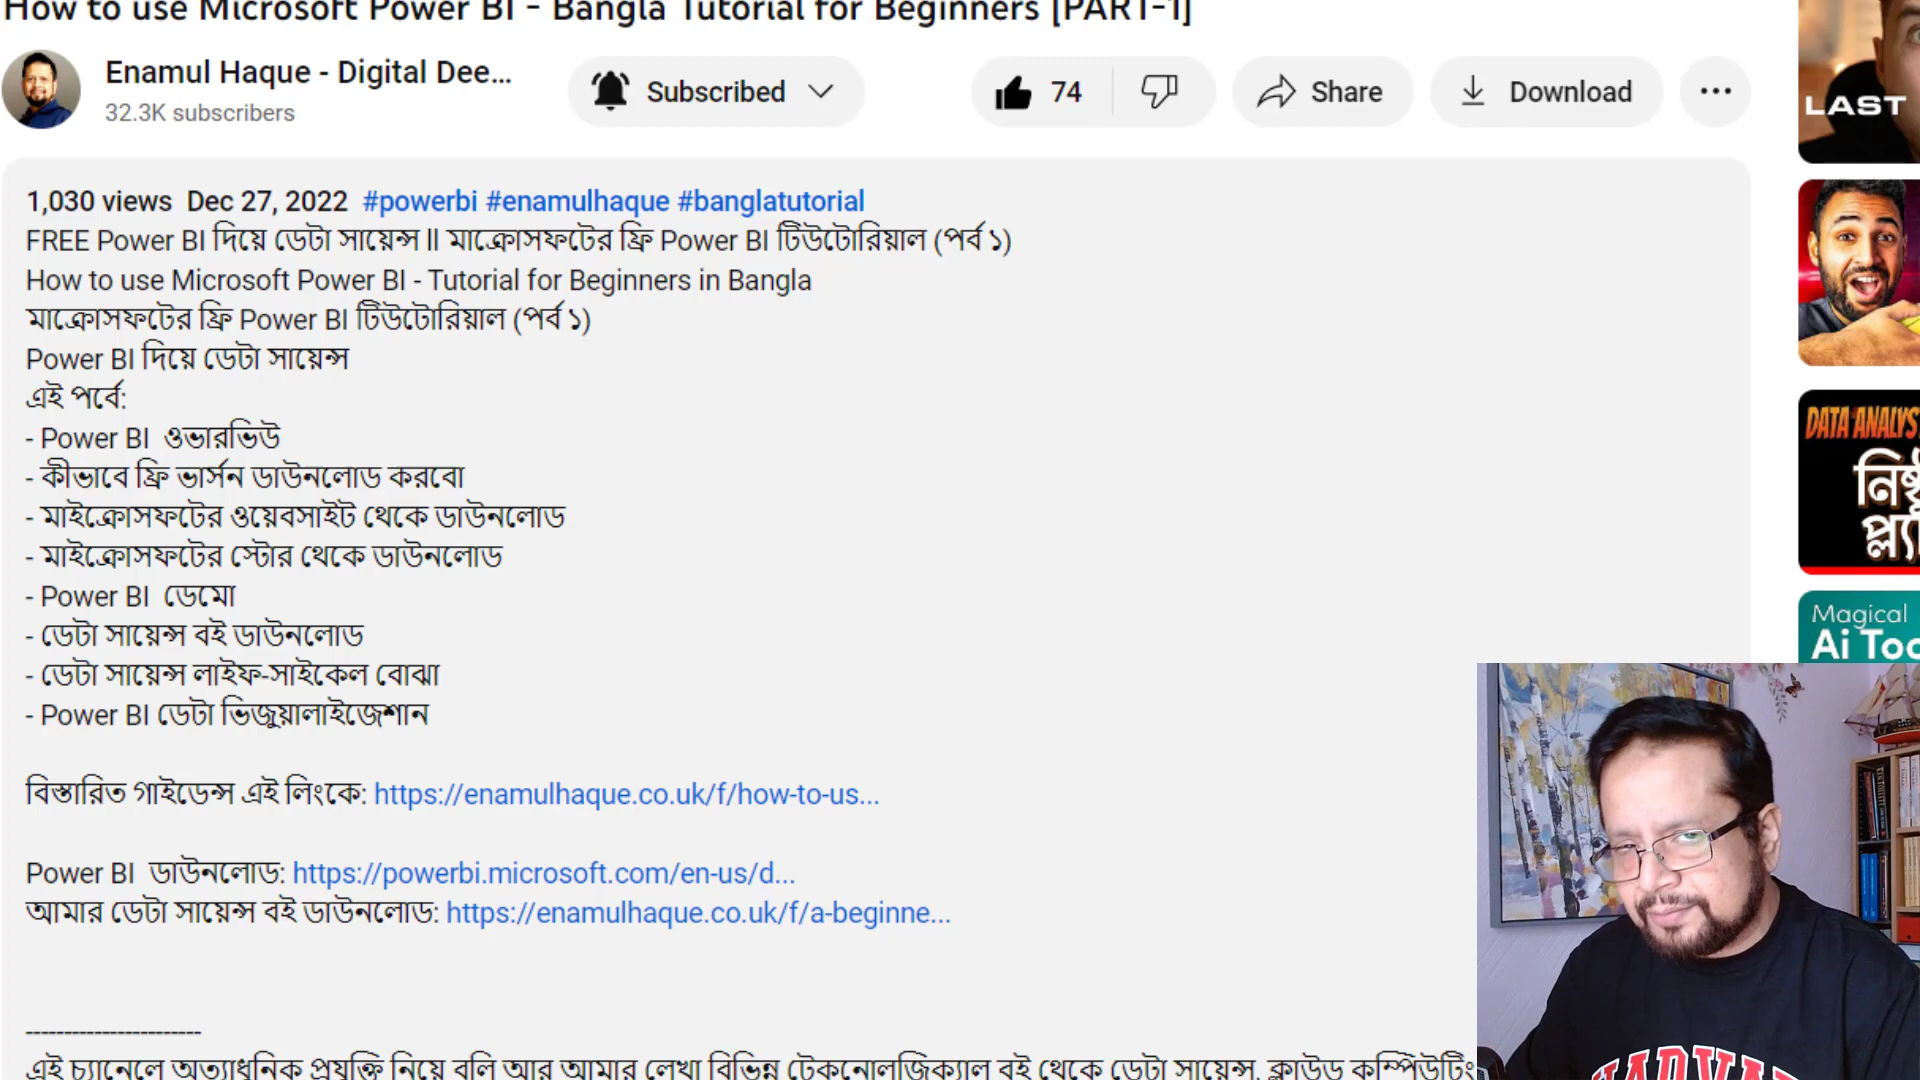 How to use Microsoft Power BI - Bangla Tutorial for Beginners [PART-1]
Enamul Haque - Digital Dee...
32.3K subscribers
Subscribed
74
Share
Download
1,030 views Dec 27, 2022 #powerbi #enamulhaque #banglatutorial
FREE Power BI দিয়ে ডেটা সায়েন্স ll মাক্রোসফটের ফ্রি Power BI টিউটোরিয়াল (পর্ব ১)
How to use Microsoft Power BI - Tutorial for Beginners in Bangla
মাক্রোসফটের ফ্রি Power BI টিউটোরিয়াল (পর্ব ১)
Power BI দিয়ে ডেটা সায়েন্স
এই পর্বে:
- Power BI ওভারভিউ
- কীভাবে ফ্রি ভার্সন ডাউনলোড করবো
- মাইক্রোসফটের ওয়েবসাইট থেকে ডাউনলোড
- মাইক্রোসফটের স্টোর থেকে ডাউনলোড
- Power BI ডেমো
- ডেটা সায়েন্স বই ডাউনলোড
- ডেটা সায়েন্স লাইফ-সাইকেল বোঝা
- Power BI ডেটা ভিজুয়ালাইজেশান
বিস্তারিত গাইডেন্স এই লিংকে: https://enamulhaque.co.uk/f/how-to-us...
Power BI ডাউনলোড: https://powerbi.microsoft.com/en-us/d...
আমার ডেটা সায়েন্স বই ডাউনলোড: https://enamulhaque.co.uk/f/a-beginne...
-----------------------
এই চ্যানেলে অত্যাধুনিক প্রযুক্তি নিয়ে বলি আর আমার লেখা বিভিন্ন টেকনোলজিক্যাল বই থেকে ডেটা সায়েন্স, ক্লাউড কম্পিউটিং
LAST
DATA ANALYS
Magical
Ai Too